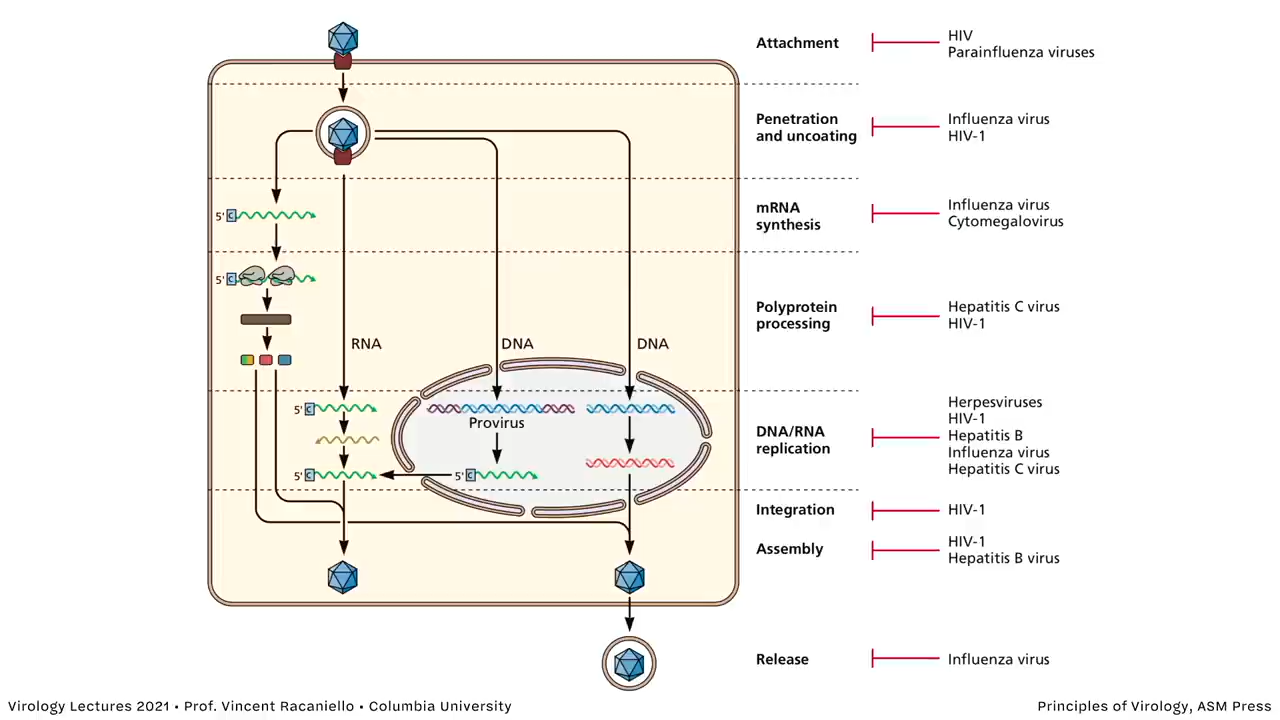 Attachment
HIV
Parainfluenza viruses
Penetration
and uncoating
Influenza virus
HIV-1
5' C
mRNA
synthesis
Influenza virus
Cytomegalovirus
5' C
Polyprotein
processing
Hepatitis C virus
HIV-1
RNA
DNA
DNA
5' C
Provirus
5' C
5' C
DNA/RNA
replication
Herpesviruses
HIV-1
Hepatitis B
Influenza virus
Hepatitis C virus
Integration
HIV-1
Assembly
HIV-1
Hepatitis B virus
Release
Influenza virus
Virology Lectures 2021 • Prof. Vincent Racaniello • Columbia University
Principles of Virology, ASM Press